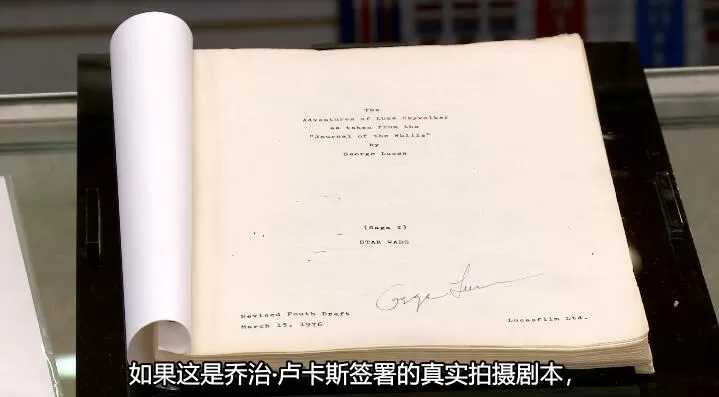 The
Adventures of Luke Skywalker
as taken from the
"Journal of the Whills"
by
George Lucas
(Saga I)
STAR WARS
Revised Fouth Draft
March 15, 1976
Lucasfilm Ltd.
如果这是乔治·卢卡斯签署的真实拍摄剧本，